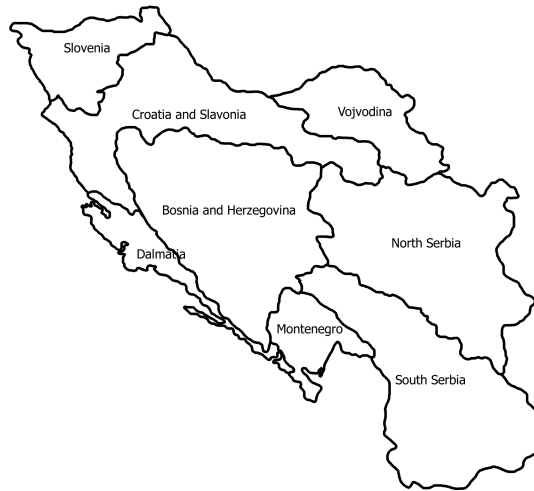 Slovenia
Croatia and Slavonia
Vojvodina
Bosnia and Herzegovina
North Serbia
Dalmatia
Montenegro
South Serbia